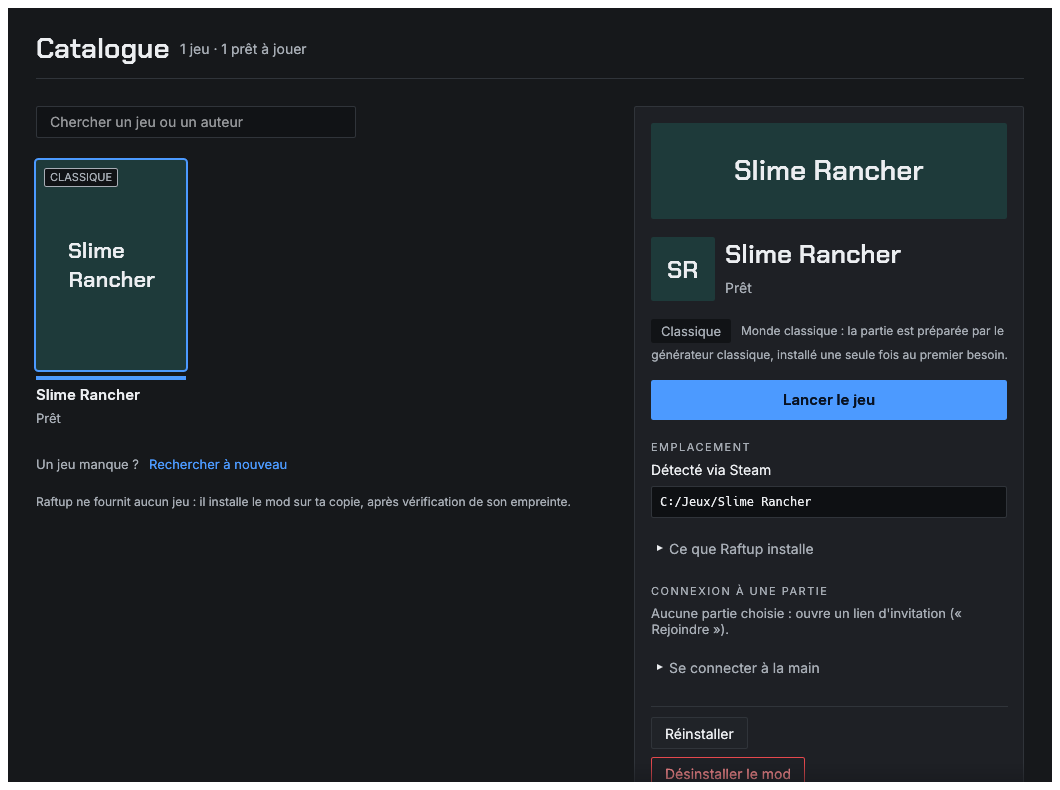 Catalogue 1 jeu · 1 prêt à jouer
Chercher un jeu ou un auteur
CLASSIQUE
Slime
Rancher
Slime Rancher
Prêt
Un jeu manque ? Rechercher à nouveau
Raftup ne fournit aucun jeu : il installe le mod sur ta copie, après vérification de son empreinte.
Slime Rancher
SR
Slime Rancher
Prêt
Classique Monde classique : la partie est préparée par le
générateur classique, installé une seule fois au premier besoin.
Lancer le jeu
EMPLACEMENT
Détecté via Steam
C:/Jeux/Slime Rancher
Ce que Raftup installe
CONNEXION À UNE PARTIE
Aucune partie choisie : ouvre un lien d'invitation («
Rejoindre »).
Se connecter à la main
Réinstaller
Désinstaller le mod